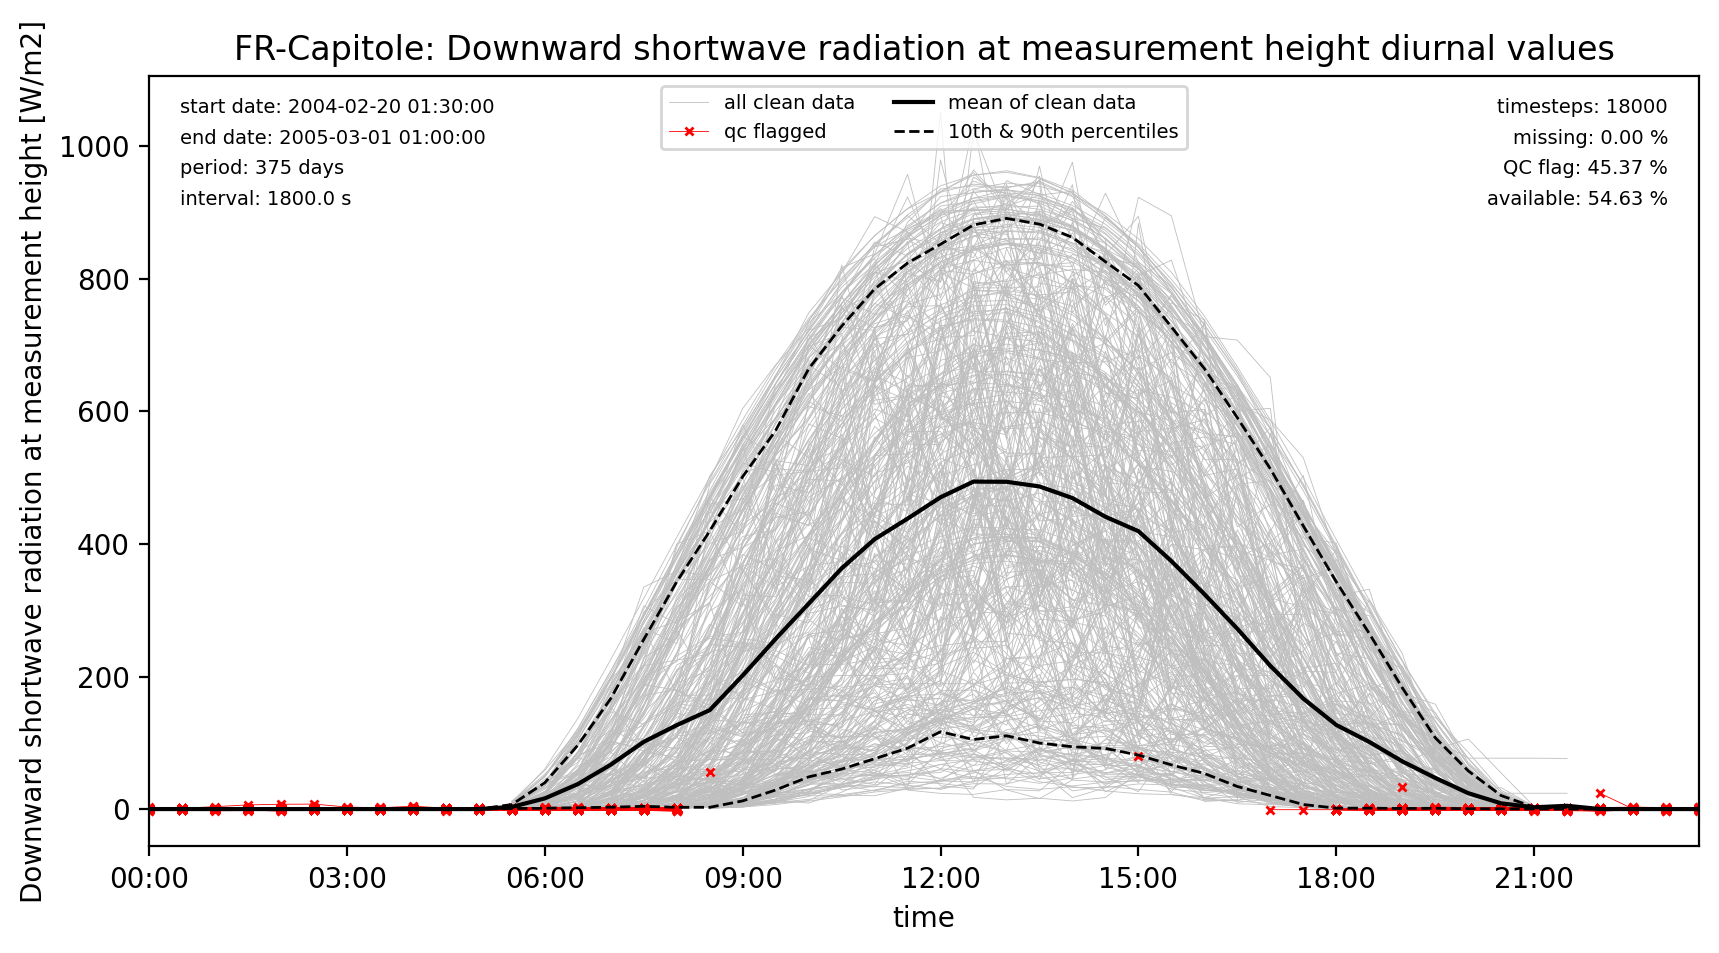 FR-Capitole: Downward shortwave radiation at measurement height diurnal values
Downward shortwave radiation at measurement height [W/m2]
start date: 2004-02-20 01:30:00
end date: 2005-03-01 01:00:00
period: 375 days
interval: 1800.0 s
all clean data
qc flagged
mean of clean data
10th & 90th percentiles
timesteps: 18000
missing: 0.00 %
QC flag: 45.37 %
available: 54.63 %
1000
800
600
400
200
0
00:00 03:00 06:00 09:00 12:00 15:00 18:00 21:00
time